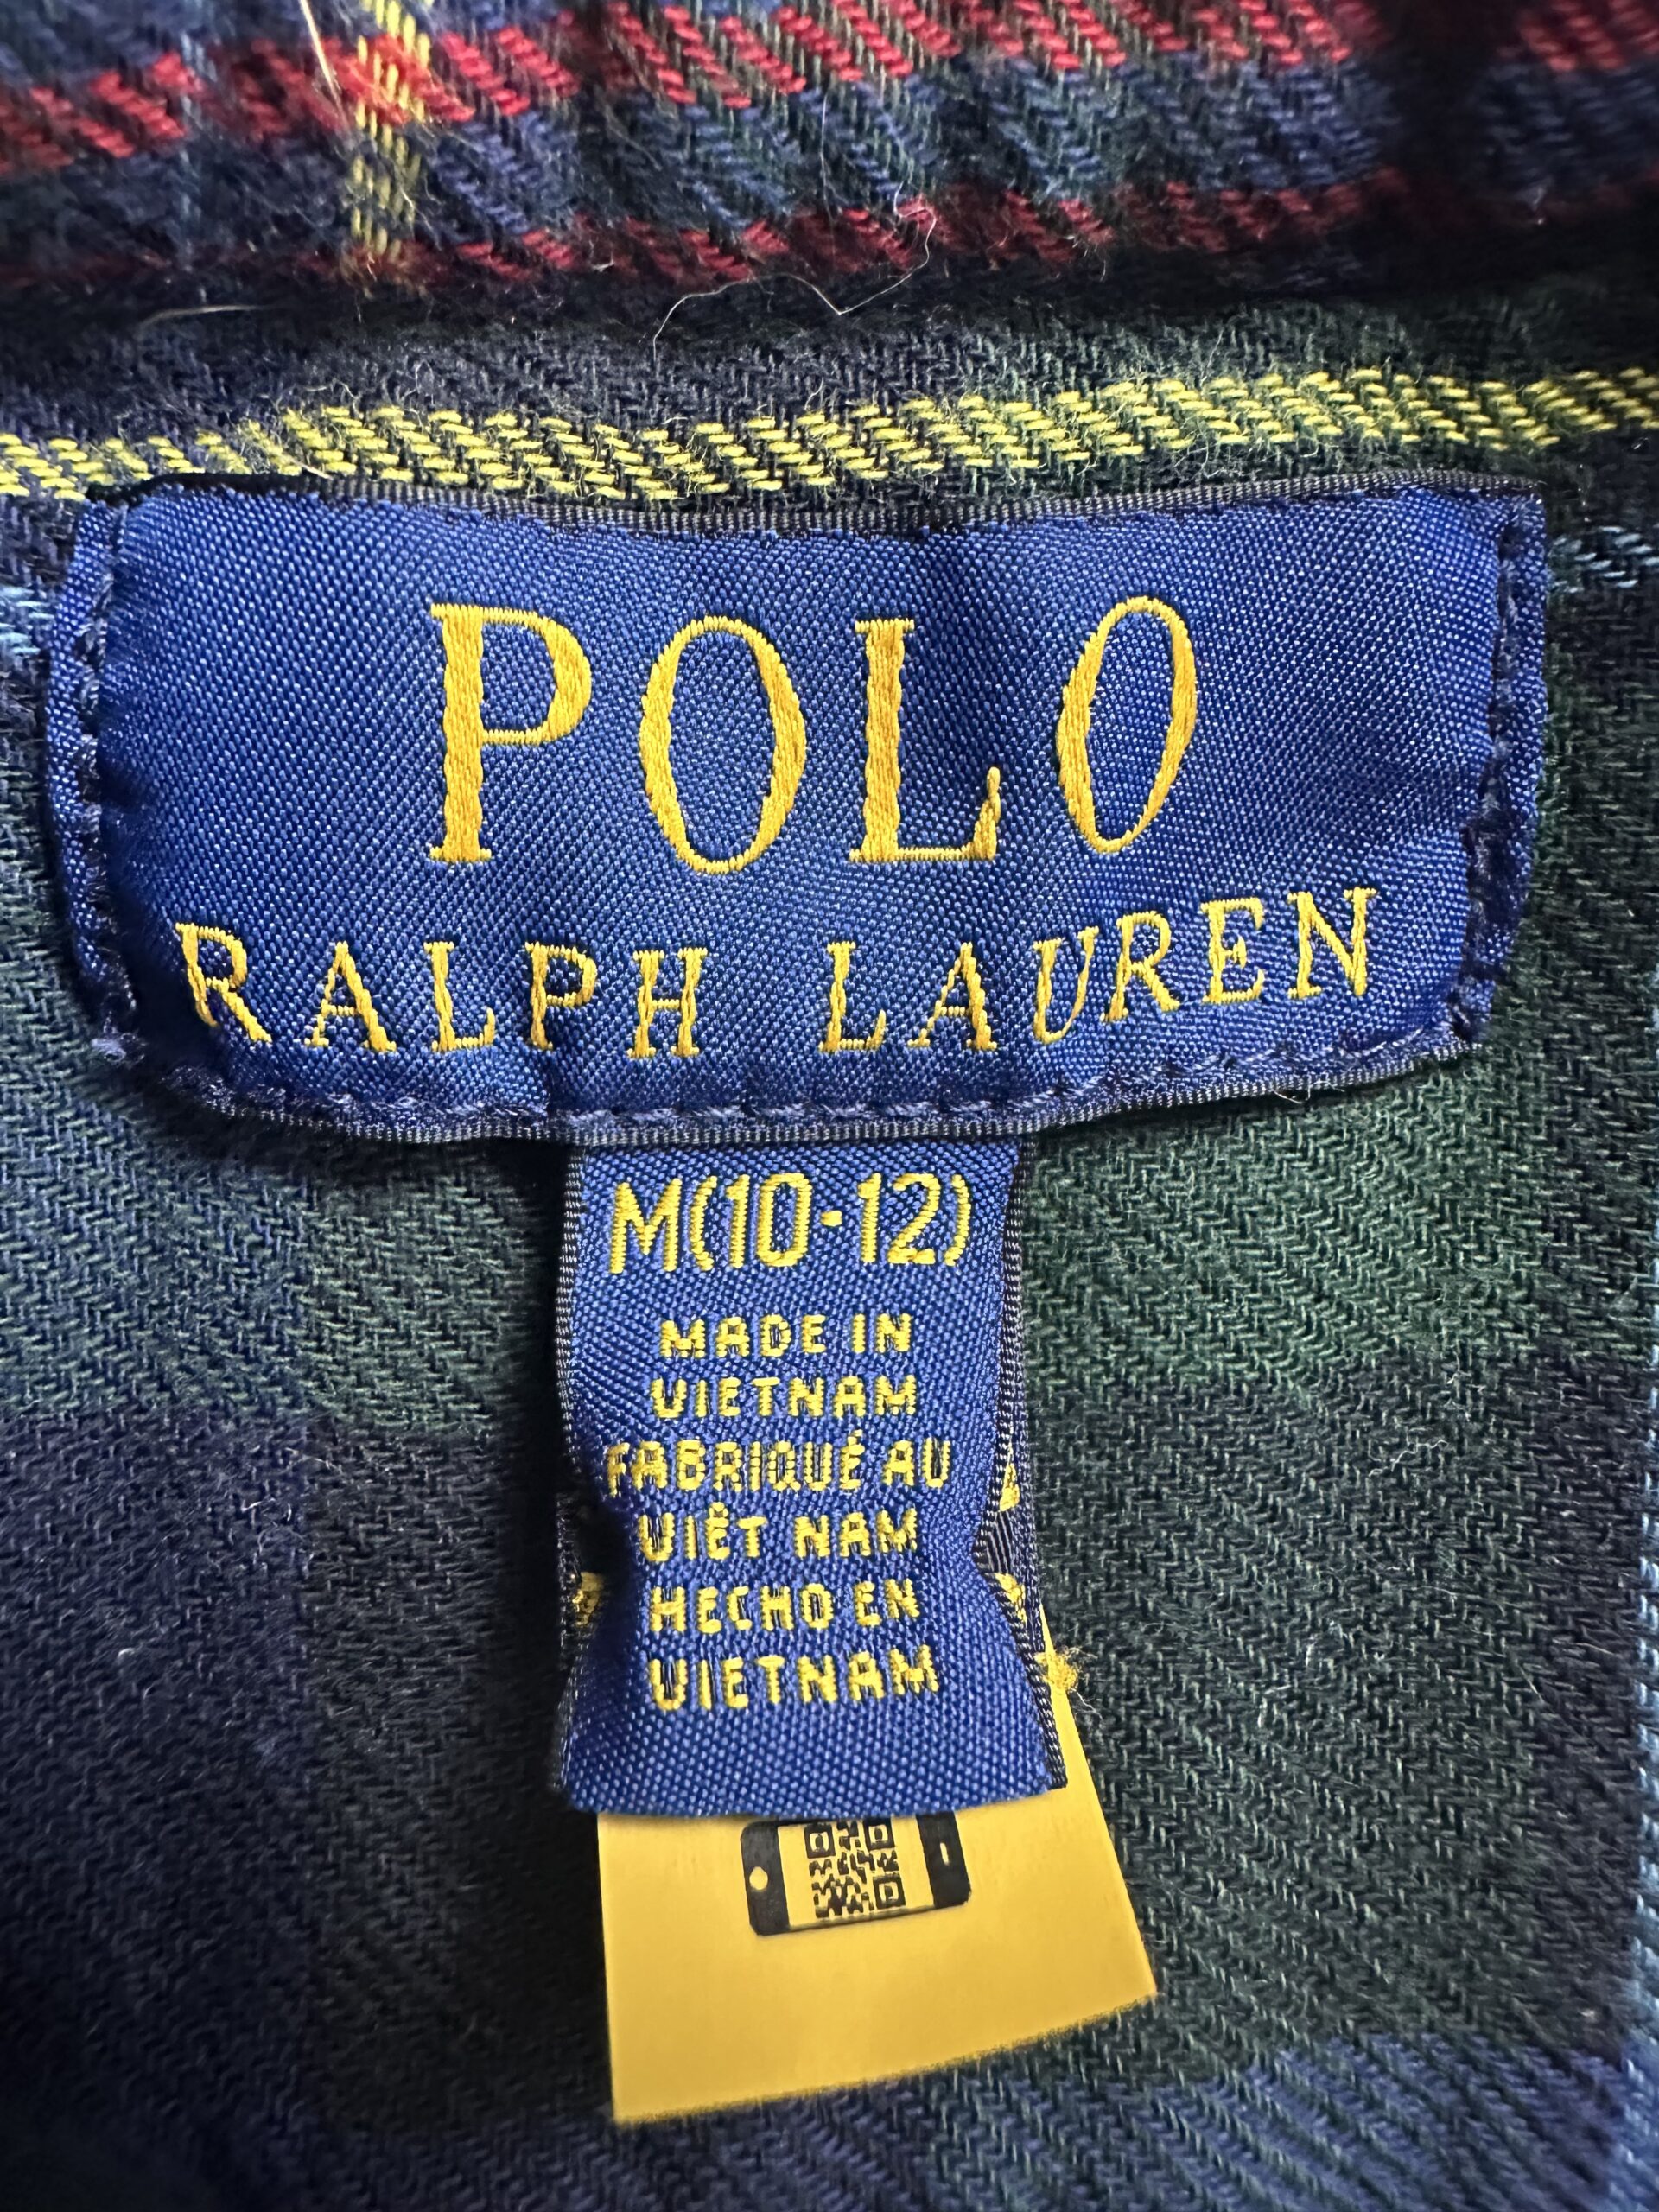 POLO
RALPH LAUREN
M(10-12)
MADE IN
VIETNAM
FABRIQUÉ AU
VIÊT NAM
HECHO EN
VIETNAM